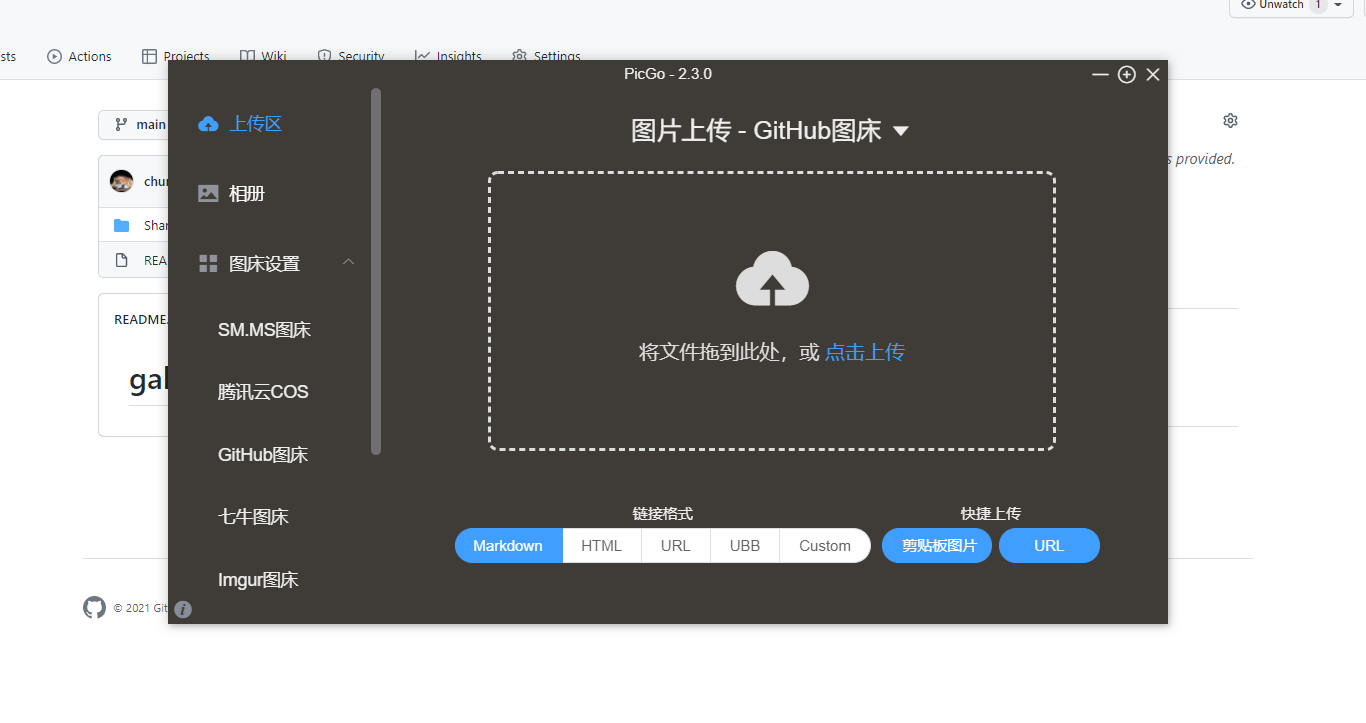 Unwatch 1
sts Actions Projects Wiki Security Insights Settings
PicGo - 2.3.0
main
上传区
图片上传 - GitHub图床
s provided.
chur
相册
Shar
REA
图床设置
README.
SM.MS图床
将文件拖到此处，或 点击上传
gal
腾讯云COS
GitHub图床
七牛图床
链接格式 快捷上传
Markdown HTML URL UBB Custom 剪贴板图片 URL
Imgur图床
© 2021 Git